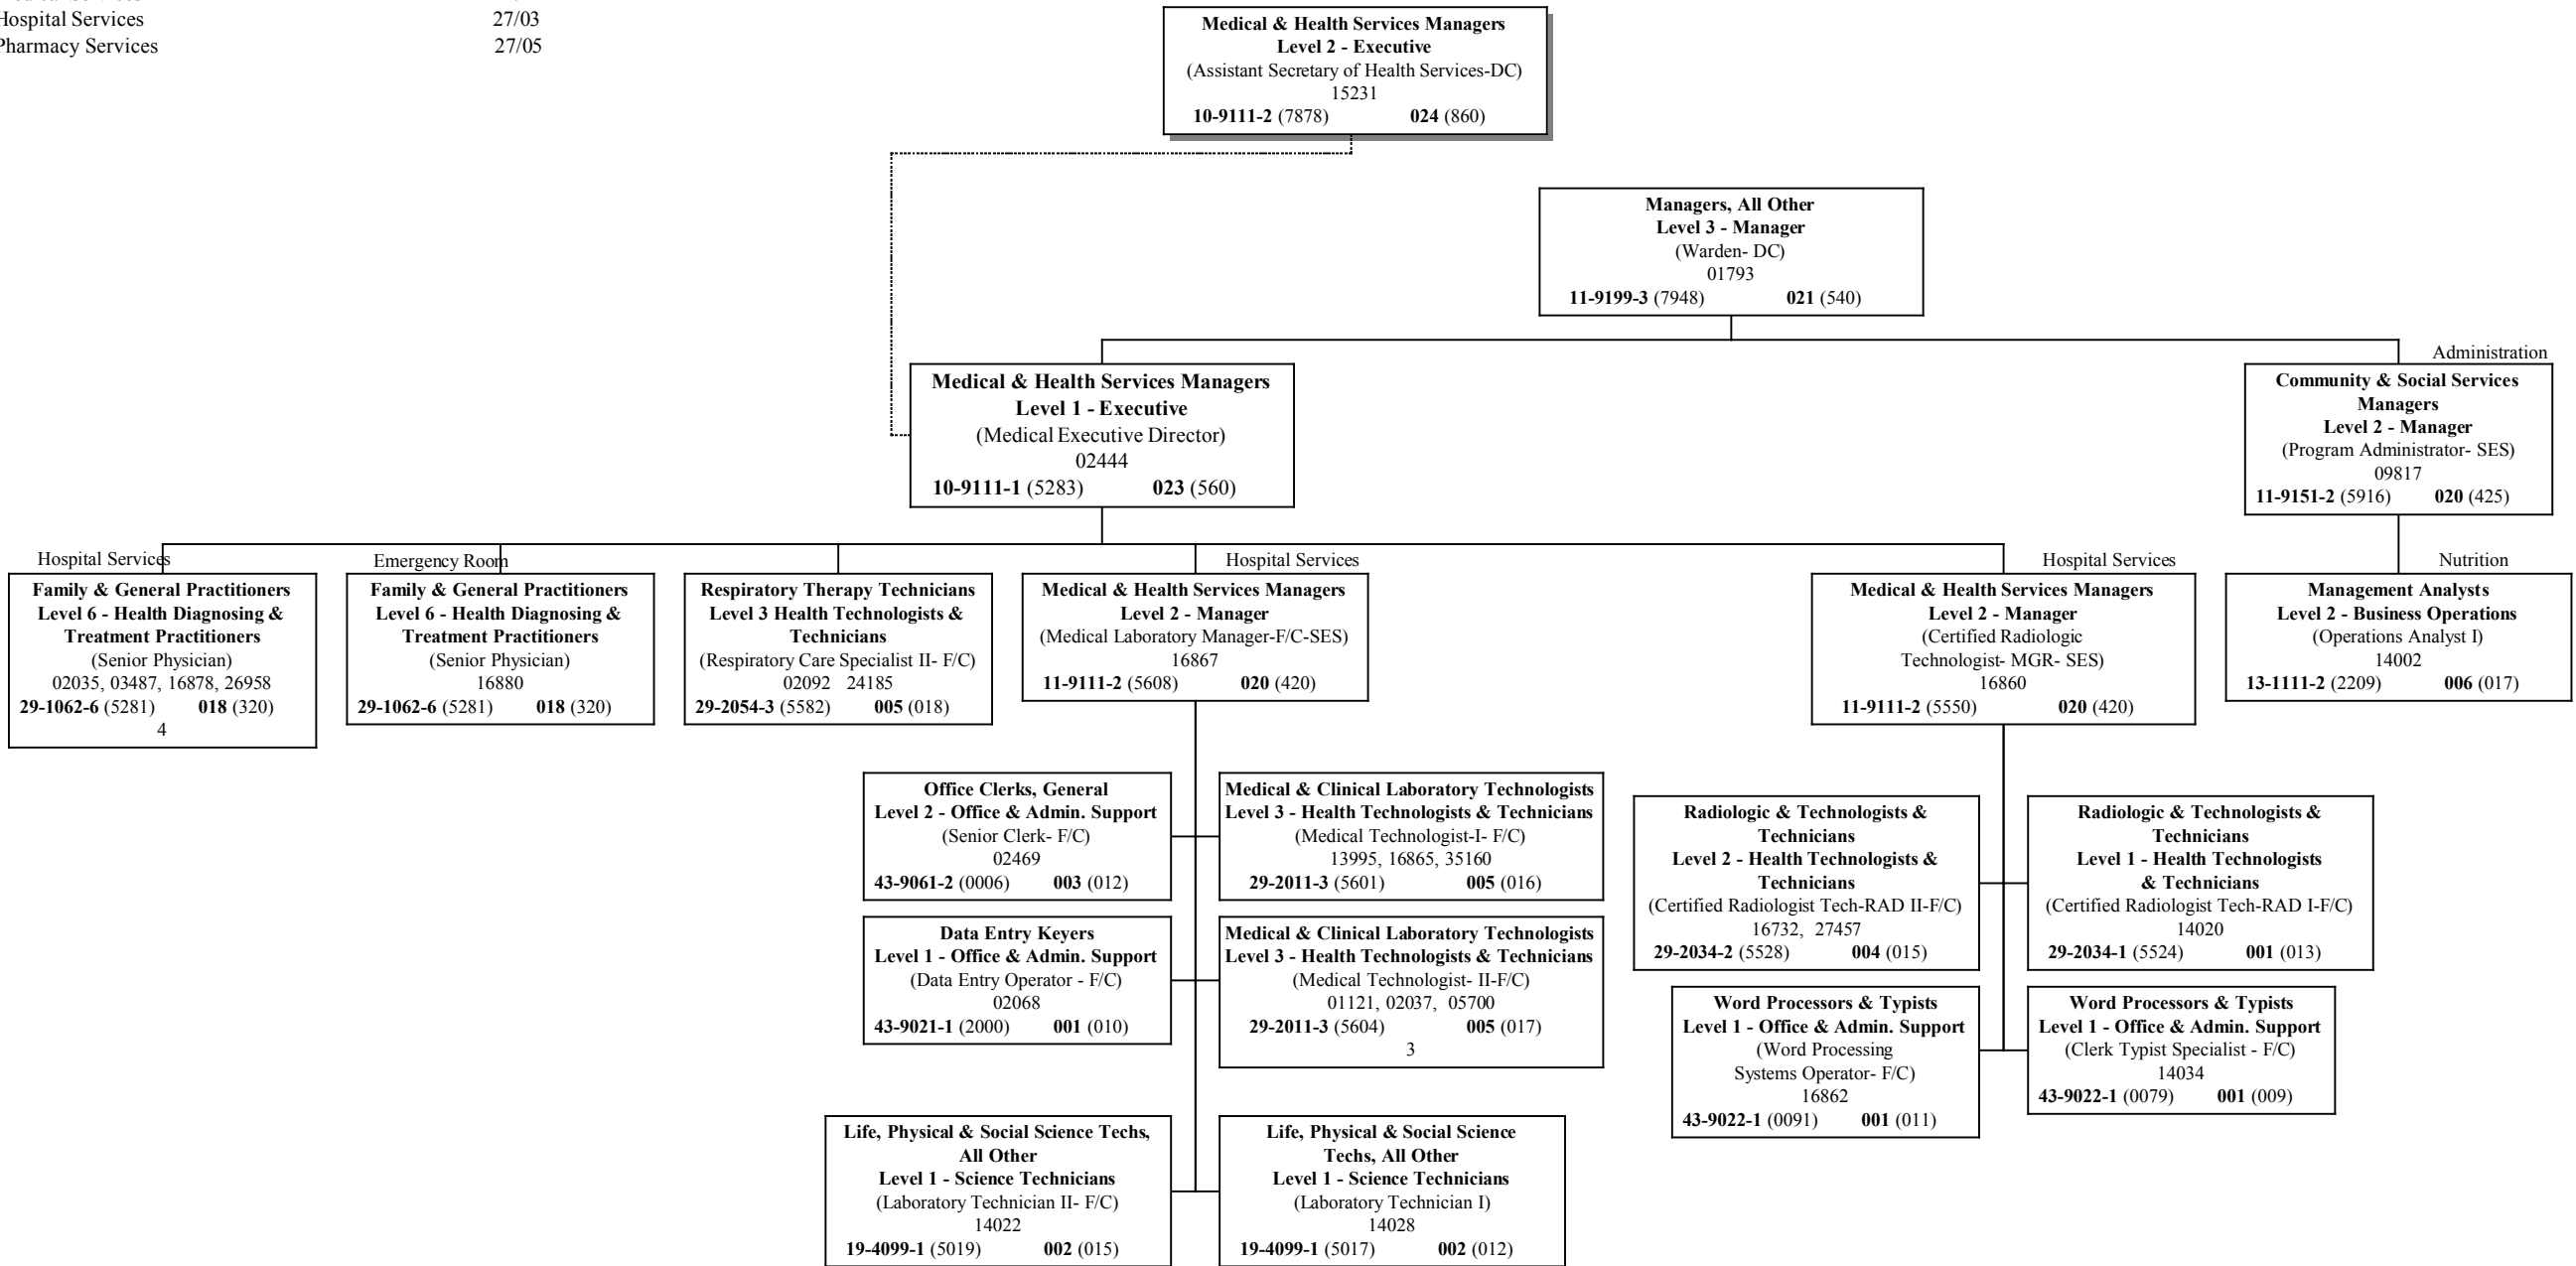 Hospital Services 27/03
Pharmacy Services 27/05
Medical & Health Services Managers
Level 2 - Executive
(Assistant Secretary of Health Services-DC)
15231
10-9111-2 (7878) 024 (860)
Managers, All Other
Level 3 - Manager
(Warden- DC)
01793
11-9199-3 (7948) 021 (540)
Medical & Health Services Managers
Level 1 - Executive
(Medical Executive Director)
02444
10-9111-1 (5283) 023 (560)
Administration
Community & Social Services
Managers
Level 2 - Manager
(Program Administrator- SES)
09817
11-9151-2 (5916) 020 (425)
Hospital Services
Family & General Practitioners
Level 6 - Health Diagnosing &
Treatment Practitioners
(Senior Physician)
02035, 03487, 16878, 26958
29-1062-6 (5281) 018 (320)
4
Emergency Room
Family & General Practitioners
Level 6 - Health Diagnosing &
Treatment Practitioners
(Senior Physician)
16880
29-1062-6 (5281) 018 (320)
Respiratory Therapy Technicians
Level 3 Health Technologists &
Technicians
(Respiratory Care Specialist II- F/C)
02092 24185
29-2054-3 (5582) 005 (018)
Hospital Services
Medical & Health Services Managers
Level 2 - Manager
(Medical Laboratory Manager-F/C-SES)
16867
11-9111-2 (5608) 020 (420)
Hospital Services
Medical & Health Services Managers
Level 2 - Manager
(Certified Radiologic
Technologist- MGR- SES)
16860
11-9111-2 (5550) 020 (420)
Nutrition
Management Analysts
Level 2 - Business Operations
(Operations Analyst I)
14002
13-1111-2 (2209) 006 (017)
Office Clerks, General
Level 2 - Office & Admin. Support
(Senior Clerk- F/C)
02469
43-9061-2 (0006) 003 (012)
Medical & Clinical Laboratory Technologists
Level 3 - Health Technologists & Technicians
(Medical Technologist-I- F/C)
13995, 16865, 35160
29-2011-3 (5601) 005 (016)
Radiologic & Technologists &
Technicians
Level 2 - Health Technologists &
Technicians
(Certified Radiologist Tech-RAD II-F/C)
16732, 27457
29-2034-2 (5528) 004 (015)
Radiologic & Technologists &
Technicians
Level 1 - Health Technologists
& Technicians
(Certified Radiologist Tech-RAD I-F/C)
14020
29-2034-1 (5524) 001 (013)
Data Entry Keyers
Level 1 - Office & Admin. Support
(Data Entry Operator - F/C)
02068
43-9021-1 (2000) 001 (010)
Medical & Clinical Laboratory Technologists
Level 3 - Health Technologists & Technicians
(Medical Technologist- II-F/C)
01121, 02037, 05700
29-2011-3 (5604) 005 (017)
3
Word Processors & Typists
Level 1 - Office & Admin. Support
(Word Processing
Systems Operator- F/C)
16862
43-9022-1 (0091) 001 (011)
Word Processors & Typists
Level 1 - Office & Admin. Support
(Clerk Typist Specialist - F/C)
14034
43-9022-1 (0079) 001 (009)
Life, Physical & Social Science Techs,
All Other
Level 1 - Science Technicians
(Laboratory Technician II- F/C)
14022
19-4099-1 (5019) 002 (015)
Life, Physical & Social Science
Techs, All Other
Level 1 - Science Technicians
(Laboratory Technician I)
14028
19-4099-1 (5017) 002 (012)